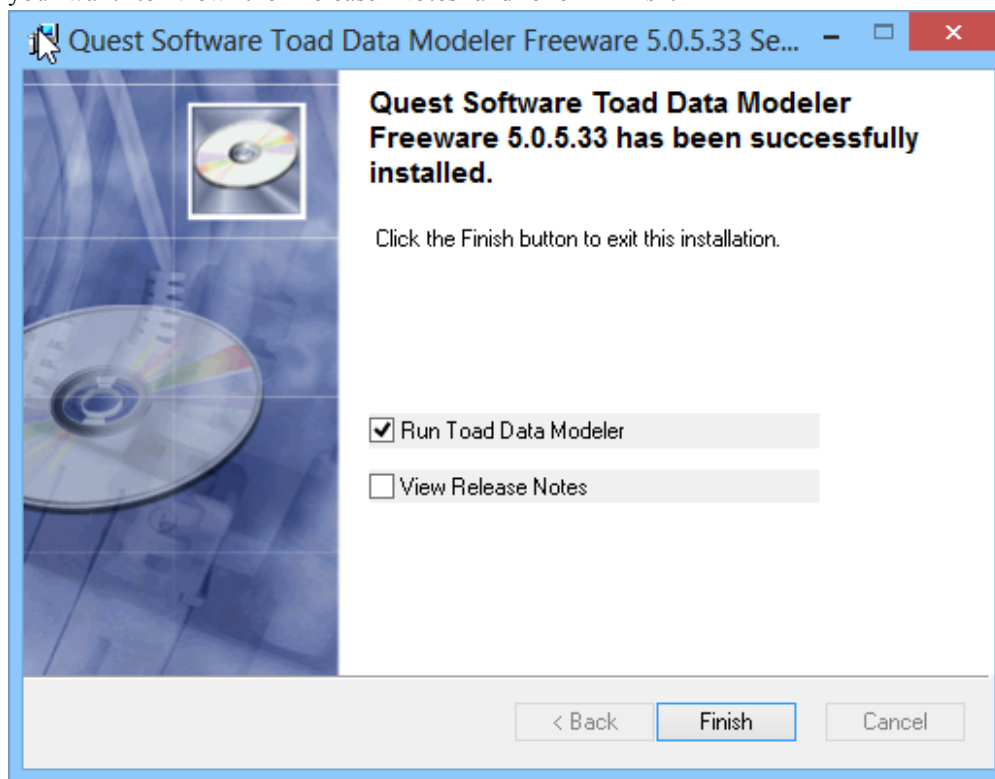 Quest Software Toad Data Modeler Freeware 5.0.5.33 Se...
Quest Software Toad Data Modeler
Freeware 5.0.5.33 has been successfully
installed.
Click the Finish button to exit this installation.
Run Toad Data Modeler
View Release Notes
< Back
Finish
Cancel